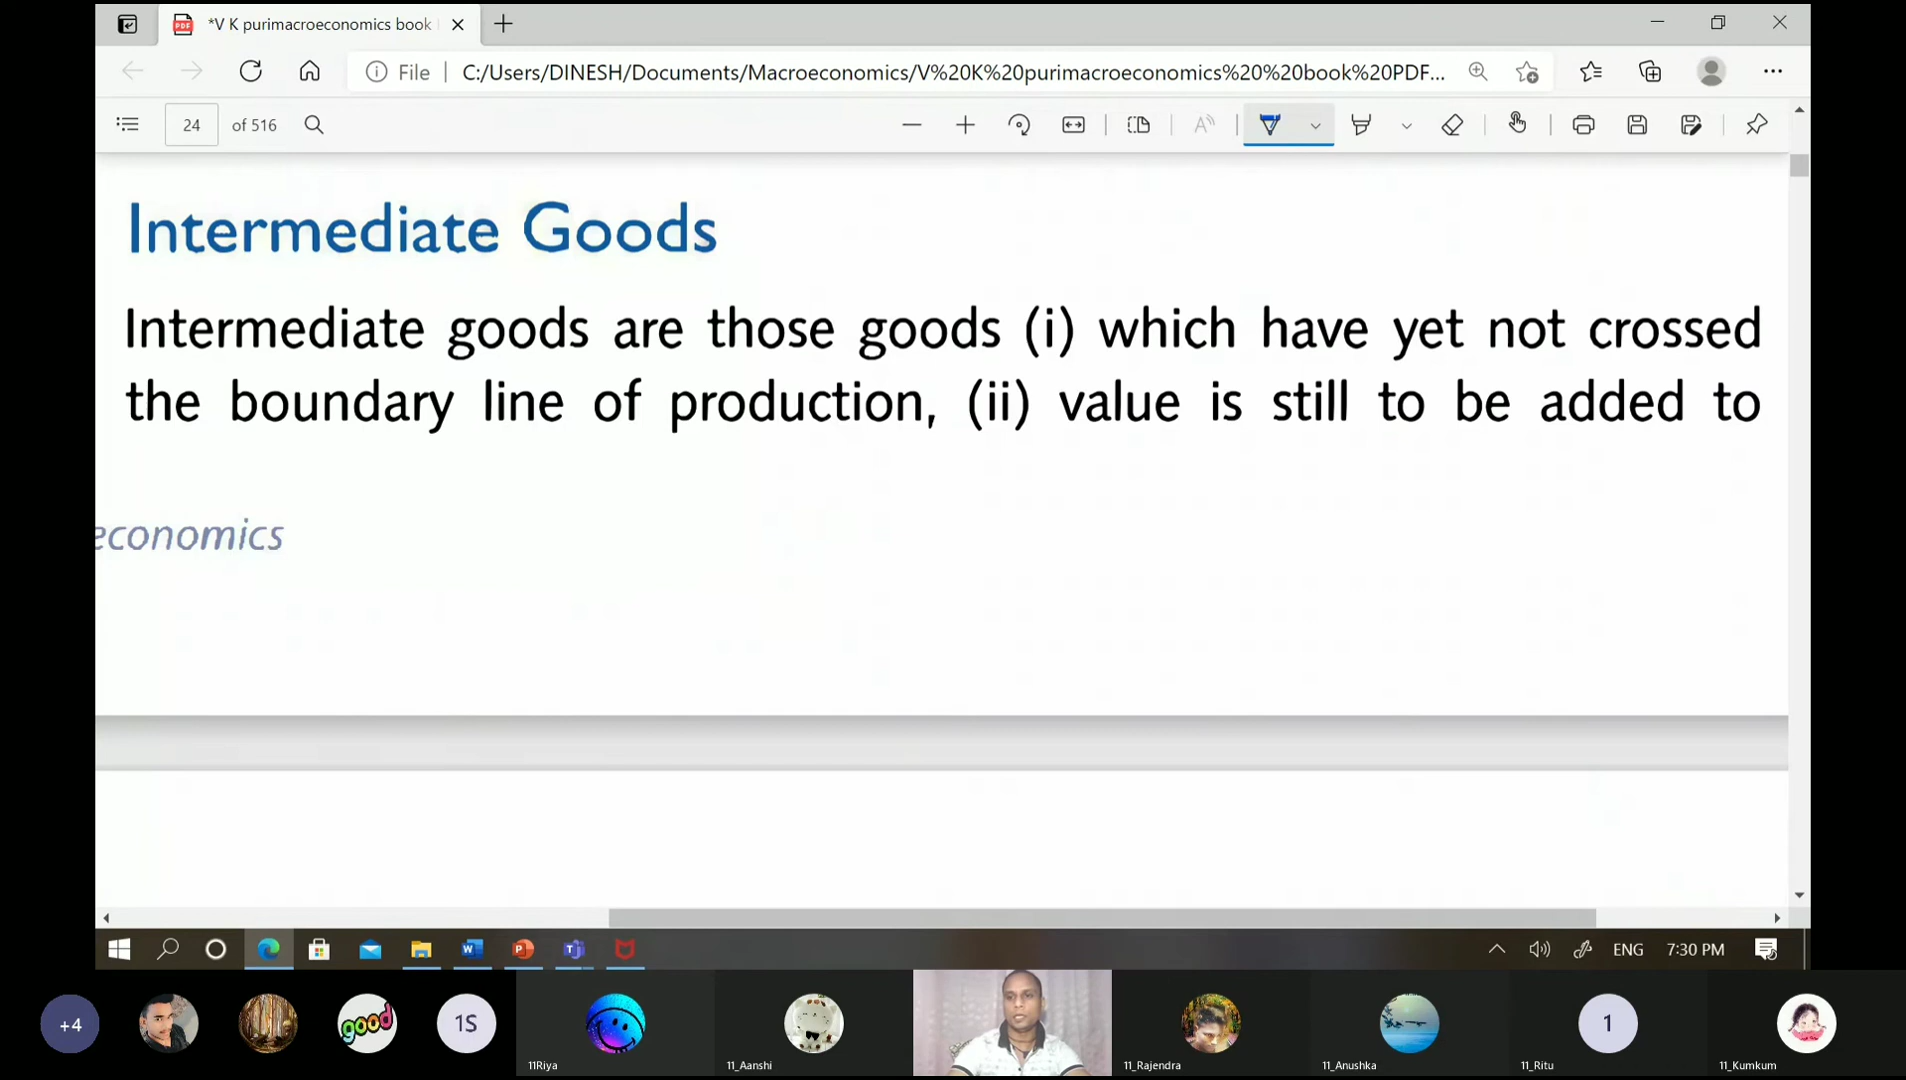 *V K purimacroeconomics book
File
C:/Users/DINESH/Documents/Macroeconomics/V%20K%20purimacroeconomics%20%20book%20PDF...
24 of 516
Intermediate Goods
Intermediate goods are those goods (i) which have yet not crossed
the boundary line of production, (ii) value is still to be added to
economics
ENG 7:30 PM
+4
good
1S
11Riya
11_Aanshi
11_Rajendra
11_Anushka
1
11_Ritu
11_Kumkum